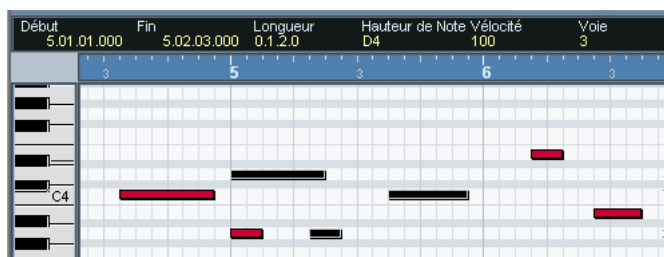 Début Fin Longueur Hauteur de Note Vélocité Voie
5.01.01.000 5.02.03.000 0.1.2.0 D4 100 3
3 5 3 6 3
C4